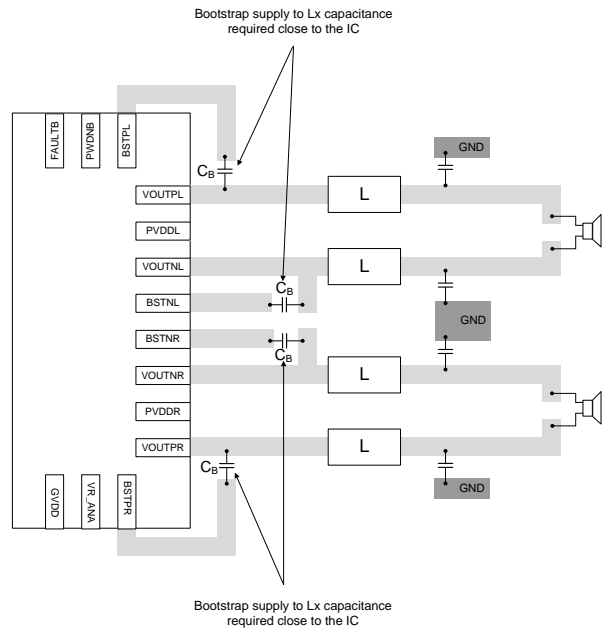 Bootstrap supply to Lx capacitance
required close to the IC
FAULTB
PWDNB
BSTPL
CB
GND
VOUTPL
L
PVDDL
VOUTNL
L
CB
BSTNL
GND
BSTNR
CB
VOUTNR
L
PVDDR
VOUTPR
L
CB
GVDD
VR_ANA
BSTPR
GND
Bootstrap supply to Lx capacitance
required close to the IC